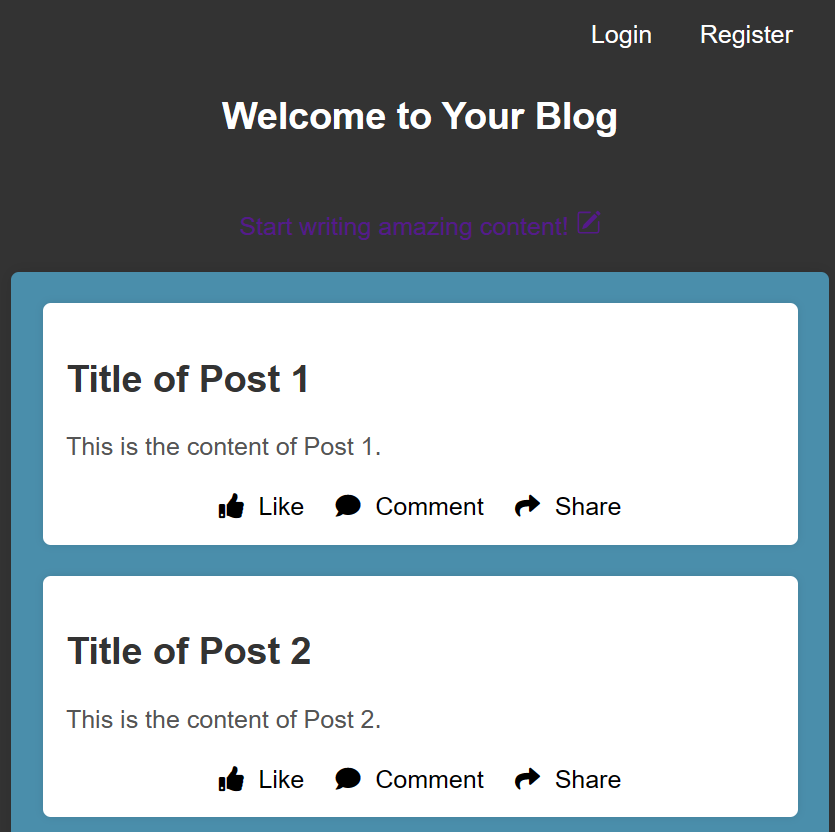 Login Register
Welcome to Your Blog
Start writing amazing content!
Title of Post 1
This is the content of Post 1.
Like Comment Share
Title of Post 2
This is the content of Post 2.
Like Comment Share